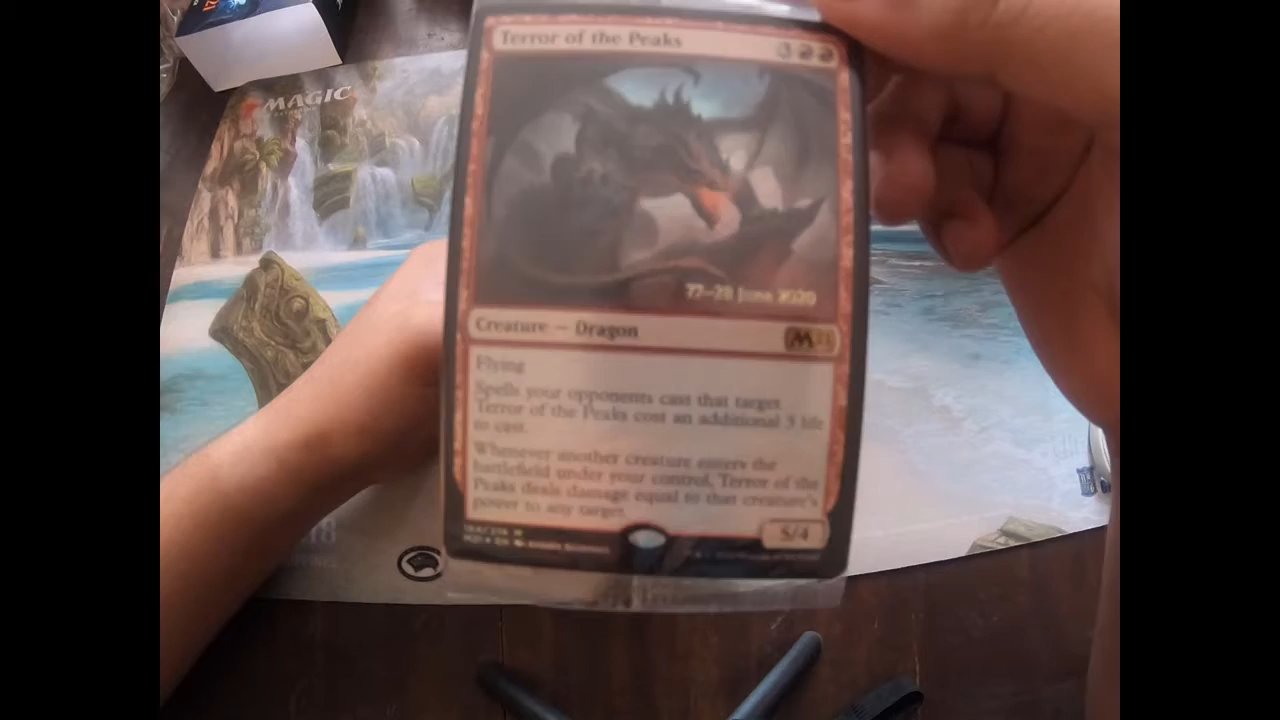 MAGIC
Terror of the Peaks
3
27–28 June 2020
Creature — Dragon
M21
Flying
Spells your opponents cast that target
Terror of the Peaks cost an additional 3 life
to cast.
Whenever another creature enters the
battlefield under your control, Terror of the
Peaks deals damage equal to that creature's
power to any target.
5/4